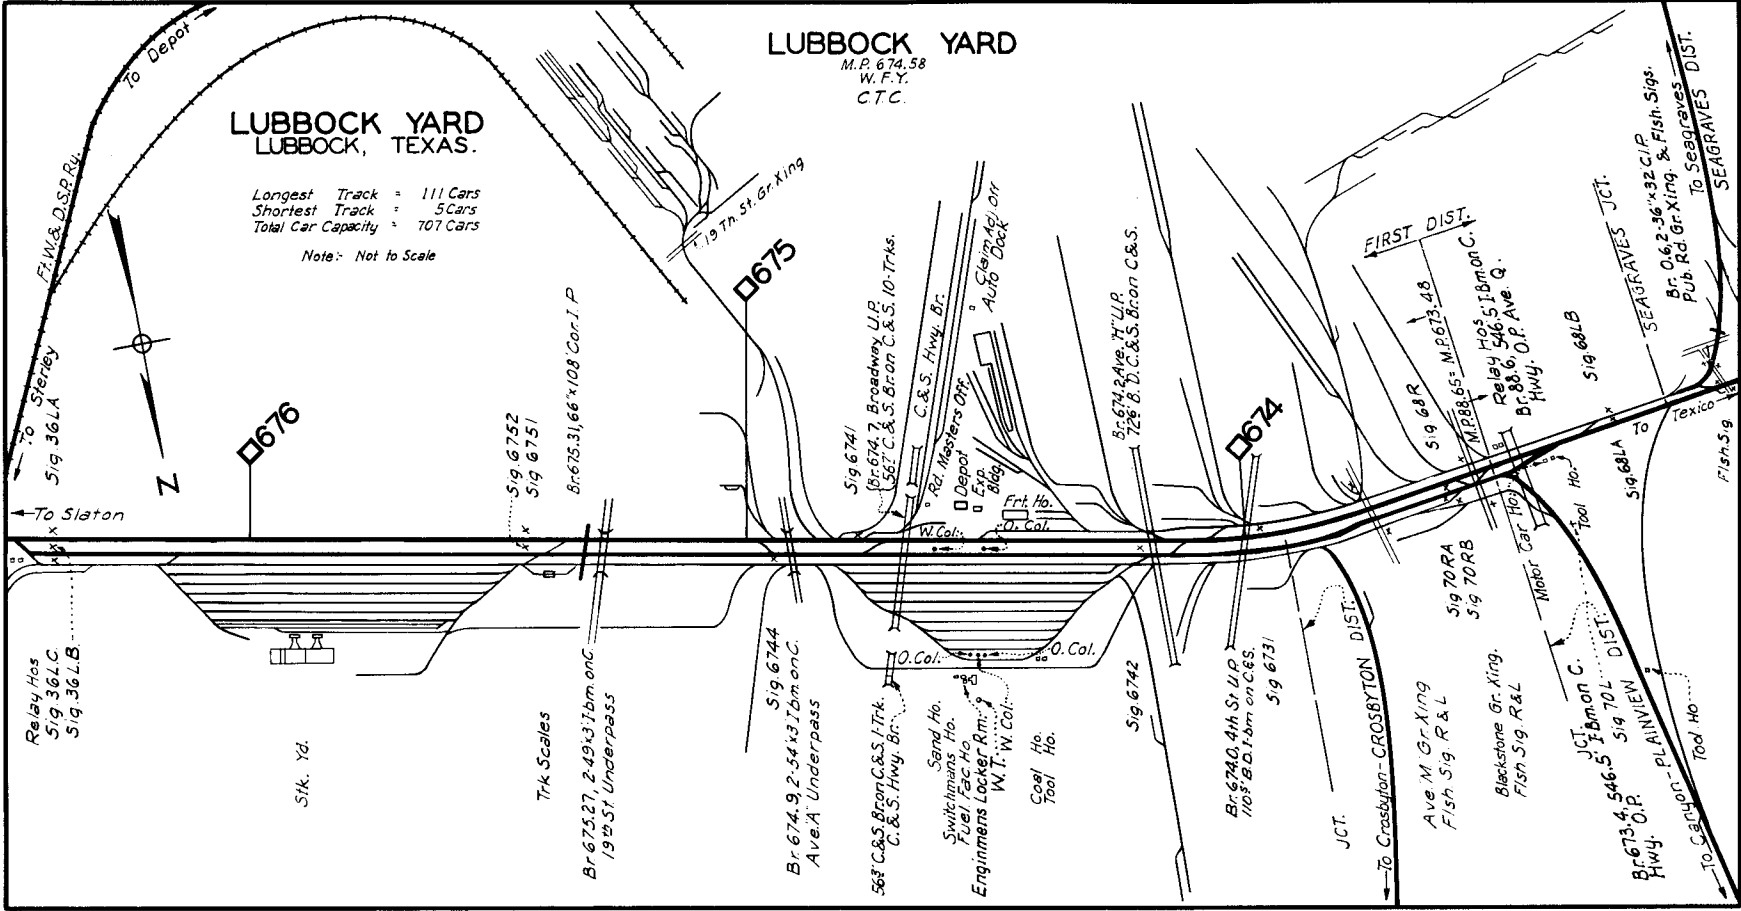 LUBBOCK YARD
M.P. 674.58
W.F.Y.
C.T.C.
LUBBOCK YARD
LUBBOCK, TEXAS.
Longest Track = 111 Cars
Shortest Track = 5 Cars
Total Car Capacity = 707 Cars
Note:- Not to Scale
To Depot
Ft.W.& D.S.P.Ry.
To Sterley
Sig. 36LA
N
676
675
674
19 Th. St. Gr. Xing
To Slaton
Sig. 6752
Sig 6751
Br. 675.31, 66"x108' Cor. I. P.
Sig 6741
Br. 674.7 Broadway U.P.
567' C.&S. Br. on C.&S. 10-Trks.
C.&S. Hwy. Br.
Rd. Masters Off.
Depot
Exp. Bldg.
Claim Adj. Off
Auto Dock
Frt. Ho.
W. Col.
O. Col.
Br. 674.2 Ave. "H" U.P.
726' B.D.C.&S. Br. on C&S.
FIRST DIST.
Sig 68R
M.P. 88.65 = M.P. 673.48
Relay Hos
Br. 88.6, 546.5' I-Bm. on C.
Hwy. O.P. Ave. Q.
Sig. 68LB
SEAGRAVES JCT.
Br. 0.6, 2-36"x32' C.I.P.
Pub. Rd. Gr. Xing. & Flsh. Sigs.
To Seagraves
SEAGRAVES DIST.
To Texico
Flsh. Sig.
Sig. 68LA
Tool Ho.
Motor Car Ho.
Relay Hos
Sig. 36L.C.
Sig. 36 L.B.
Stk. Yd.
Trk Scales
Br. 675.27, 2-49'x3' I-bm. on C.
19th St. Underpass
Sig. 6744
Br. 674.9, 2-54'x3' I bm. on C.
Ave. "A" Underpass
O. Col.
O. Col.
563' C.&S. Br. on C.&S. 1-Trk.
C.&S. Hwy. Br.
Sand Ho.
Switchmans Ho.
Fuel. Fac. Ho
Enginmens Locker Rm.
W.T.
W. Col.
Coal Ho.
Tool Ho.
Sig. 6742
Br. 674.0, 4th St. U.P.
110' B.D. I-bm on C.&S.
Sig 6731
JCT.
To Crosbyton - CROSBYTON DIST.
Ave. "M" Gr Xing
Flsh Sig. R & L
Sig 70RA
Sig 70RB
Blackstone Gr. Xing.
Flsh Sig. R&L
JCT.
Br. 673.4, 546.5' I-Bm on C.
Hwy. O.P.
Sig 70L
To Canyon - PLAINVIEW DIST.
Tool Ho